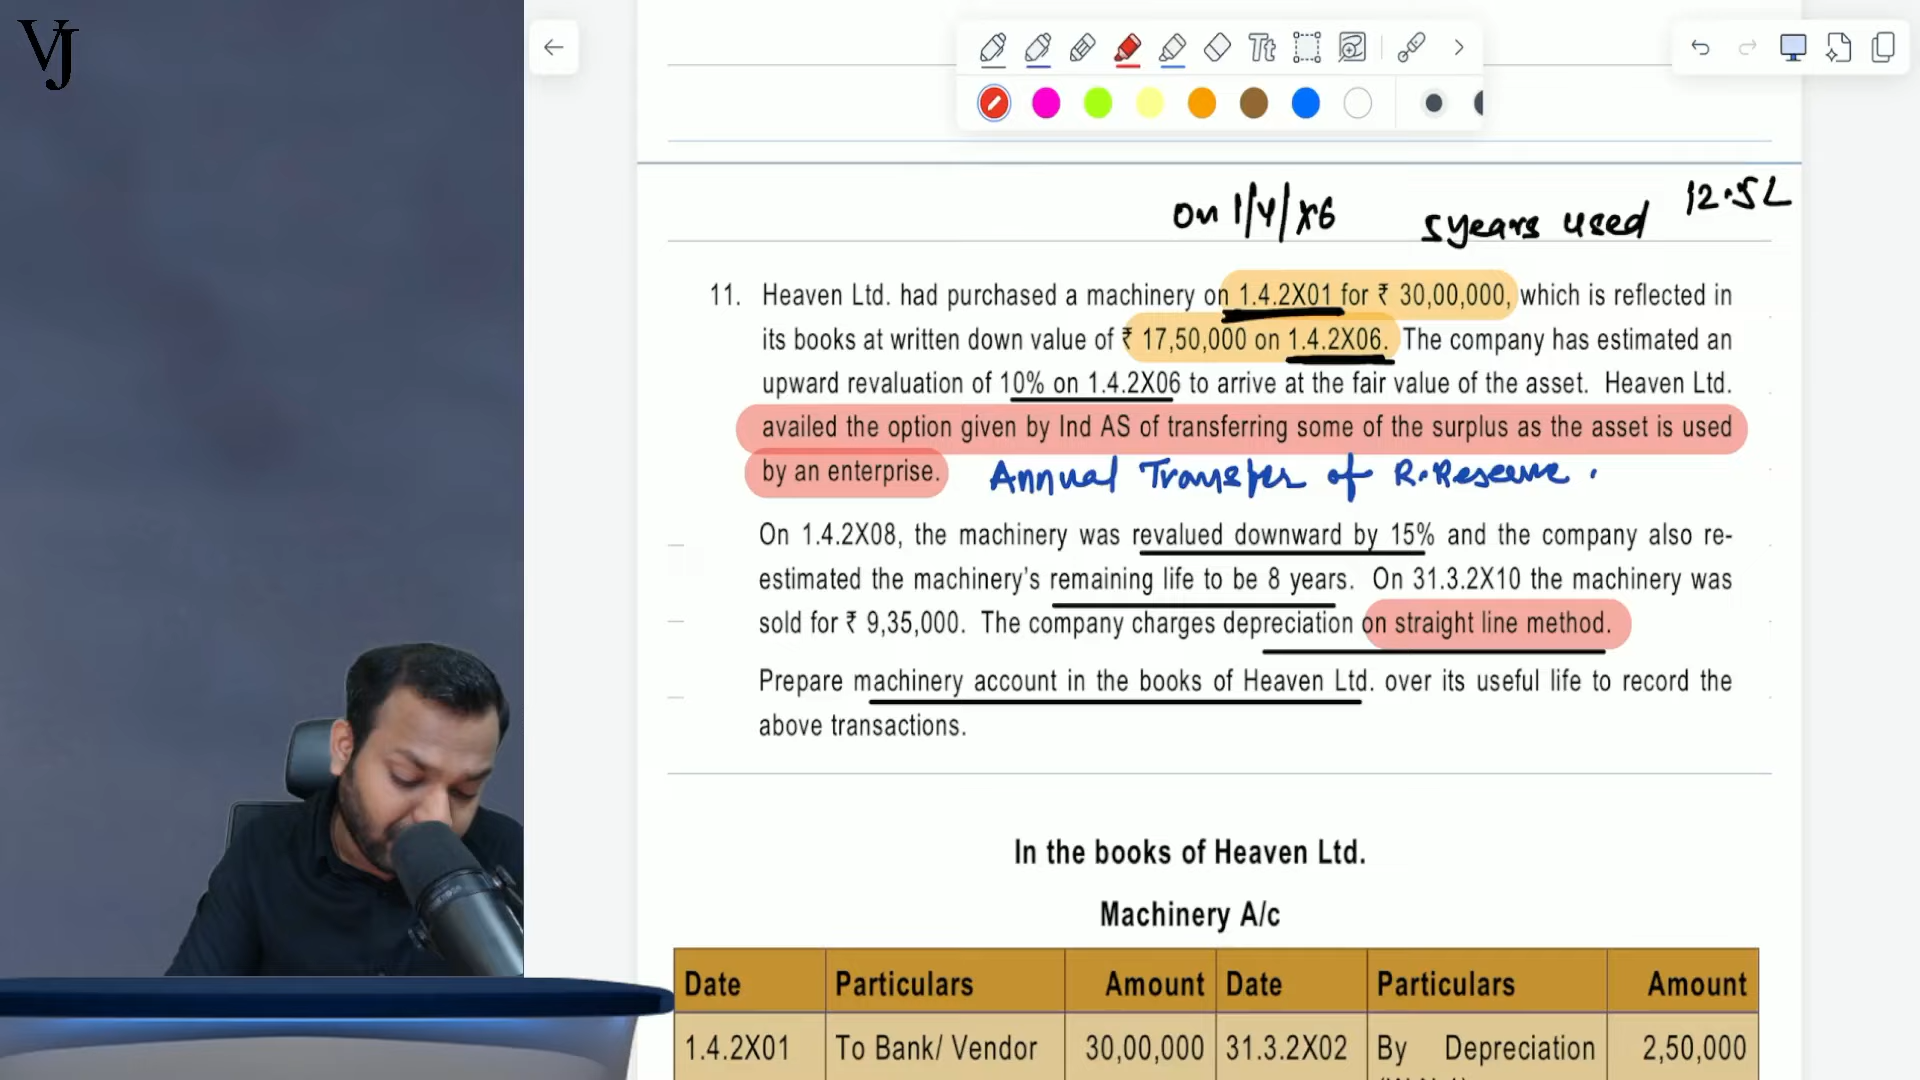 VJ
Tt
on 1/4/X6 5years used 12.5L
11. Heaven Ltd. had purchased a machinery on 1.4.2X01 for ₹ 30,00,000, which is reflected in
its books at written down value of ₹ 17,50,000 on 1.4.2X06. The company has estimated an
upward revaluation of 10% on 1.4.2X06 to arrive at the fair value of the asset. Heaven Ltd.
availed the option given by Ind AS of transferring some of the surplus as the asset is used
by an enterprise. Annual Transfer of R.Reserve.
On 1.4.2X08, the machinery was revalued downward by 15% and the company also re-
estimated the machinery's remaining life to be 8 years. On 31.3.2X10 the machinery was
sold for ₹ 9,35,000. The company charges depreciation on straight line method.
Prepare machinery account in the books of Heaven Ltd. over its useful life to record the
above transactions.
In the books of Heaven Ltd.
Machinery A/c
Date Particulars Amount Date Particulars Amount
1.4.2X01 To Bank/ Vendor 30,00,000 31.3.2X02 By Depreciation 2,50,000